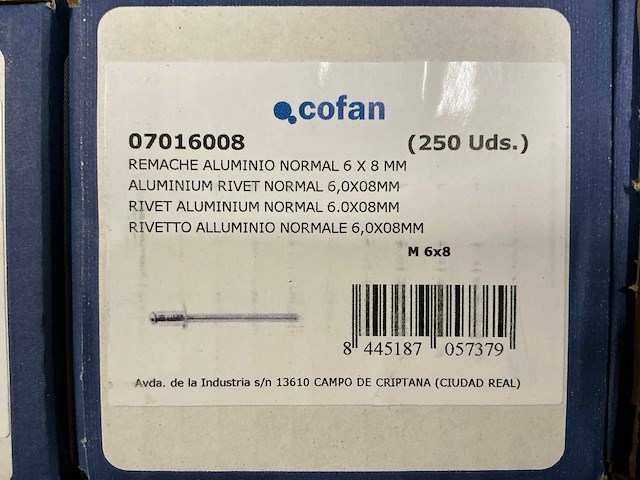 cofan
07016008 (250 Uds.)
REMACHE ALUMINIO NORMAL 6 X 8 MM
ALUMINIUM RIVET NORMAL 6,0X08MM
RIVET ALUMINIUM NORMAL 6.0X08MM
RIVETTO ALLUMINIO NORMALE 6,0X08MM
M 6x8
8 445187 057379
Avda. de la Industria s/n 13610 CAMPO DE CRIPTANA (CIUDAD REAL)